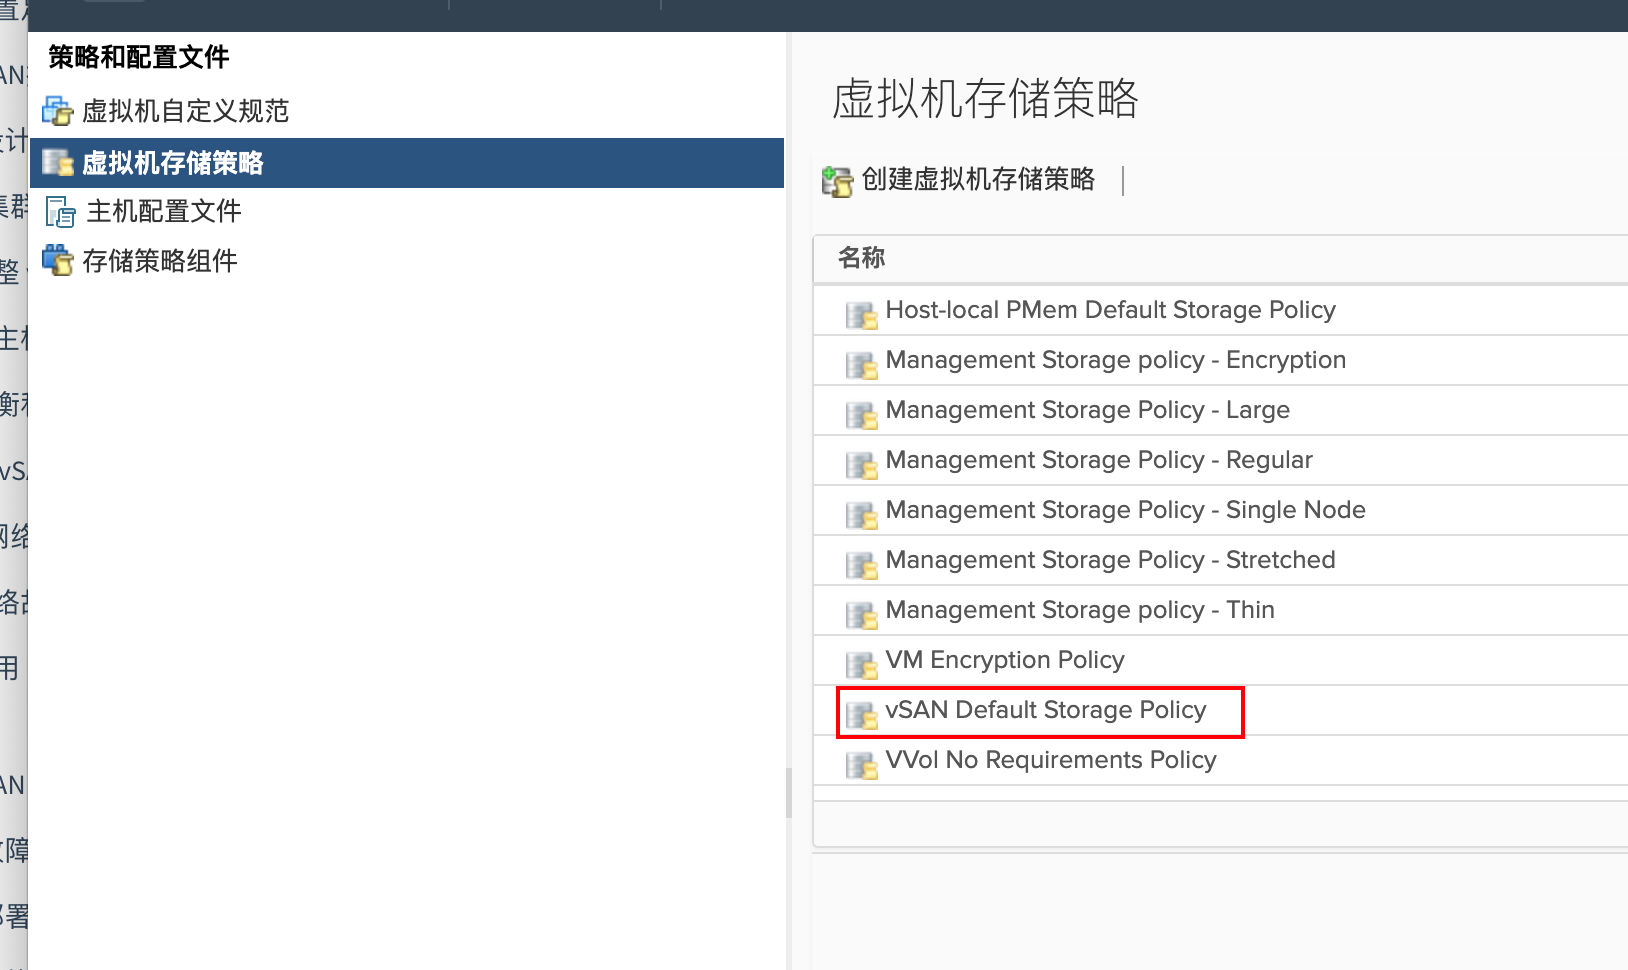 策略和配置文件
虚拟机自定义规范
虚拟机存储策略
主机配置文件
存储策略组件
虚拟机存储策略
创建虚拟机存储策略
名称
Host-local PMem Default Storage Policy
Management Storage policy - Encryption
Management Storage Policy - Large
Management Storage Policy - Regular
Management Storage Policy - Single Node
Management Storage Policy - Stretched
Management Storage policy - Thin
VM Encryption Policy
vSAN Default Storage Policy
VVol No Requirements Policy